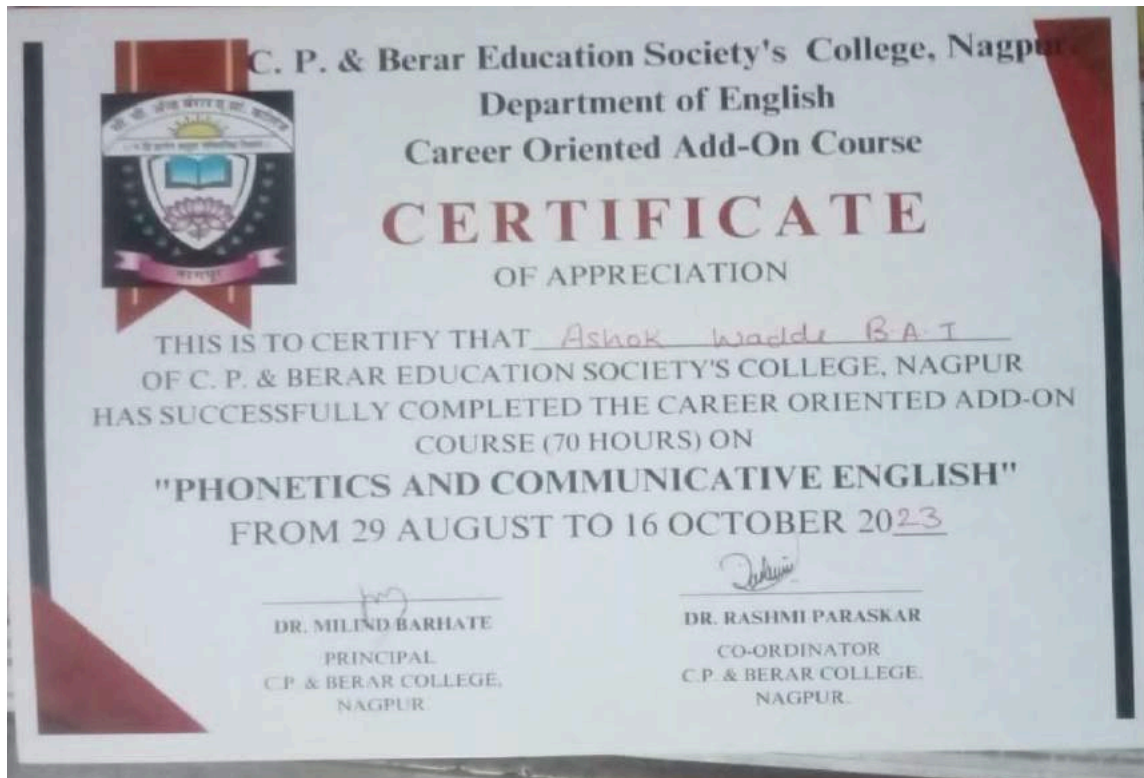 C. P. & Berar Education Society's College, Nagpur.
Department of English
Career Oriented Add-On Course
CERTIFICATE
OF APPRECIATION
नागपुर
THIS IS TO CERTIFY THAT Ashok Wadde B.A.I
OF C. P. & BERAR EDUCATION SOCIETY'S COLLEGE, NAGPUR
HAS SUCCESSFULLY COMPLETED THE CAREER ORIENTED ADD-ON
COURSE (70 HOURS) ON
"PHONETICS AND COMMUNICATIVE ENGLISH"
FROM 29 AUGUST TO 16 OCTOBER 2023
DR. MILIND BARHATE
PRINCIPAL
C.P. & BERAR COLLEGE,
NAGPUR
DR. RASHMI PARASKAR
CO-ORDINATOR
C.P. & BERAR COLLEGE.
NAGPUR.